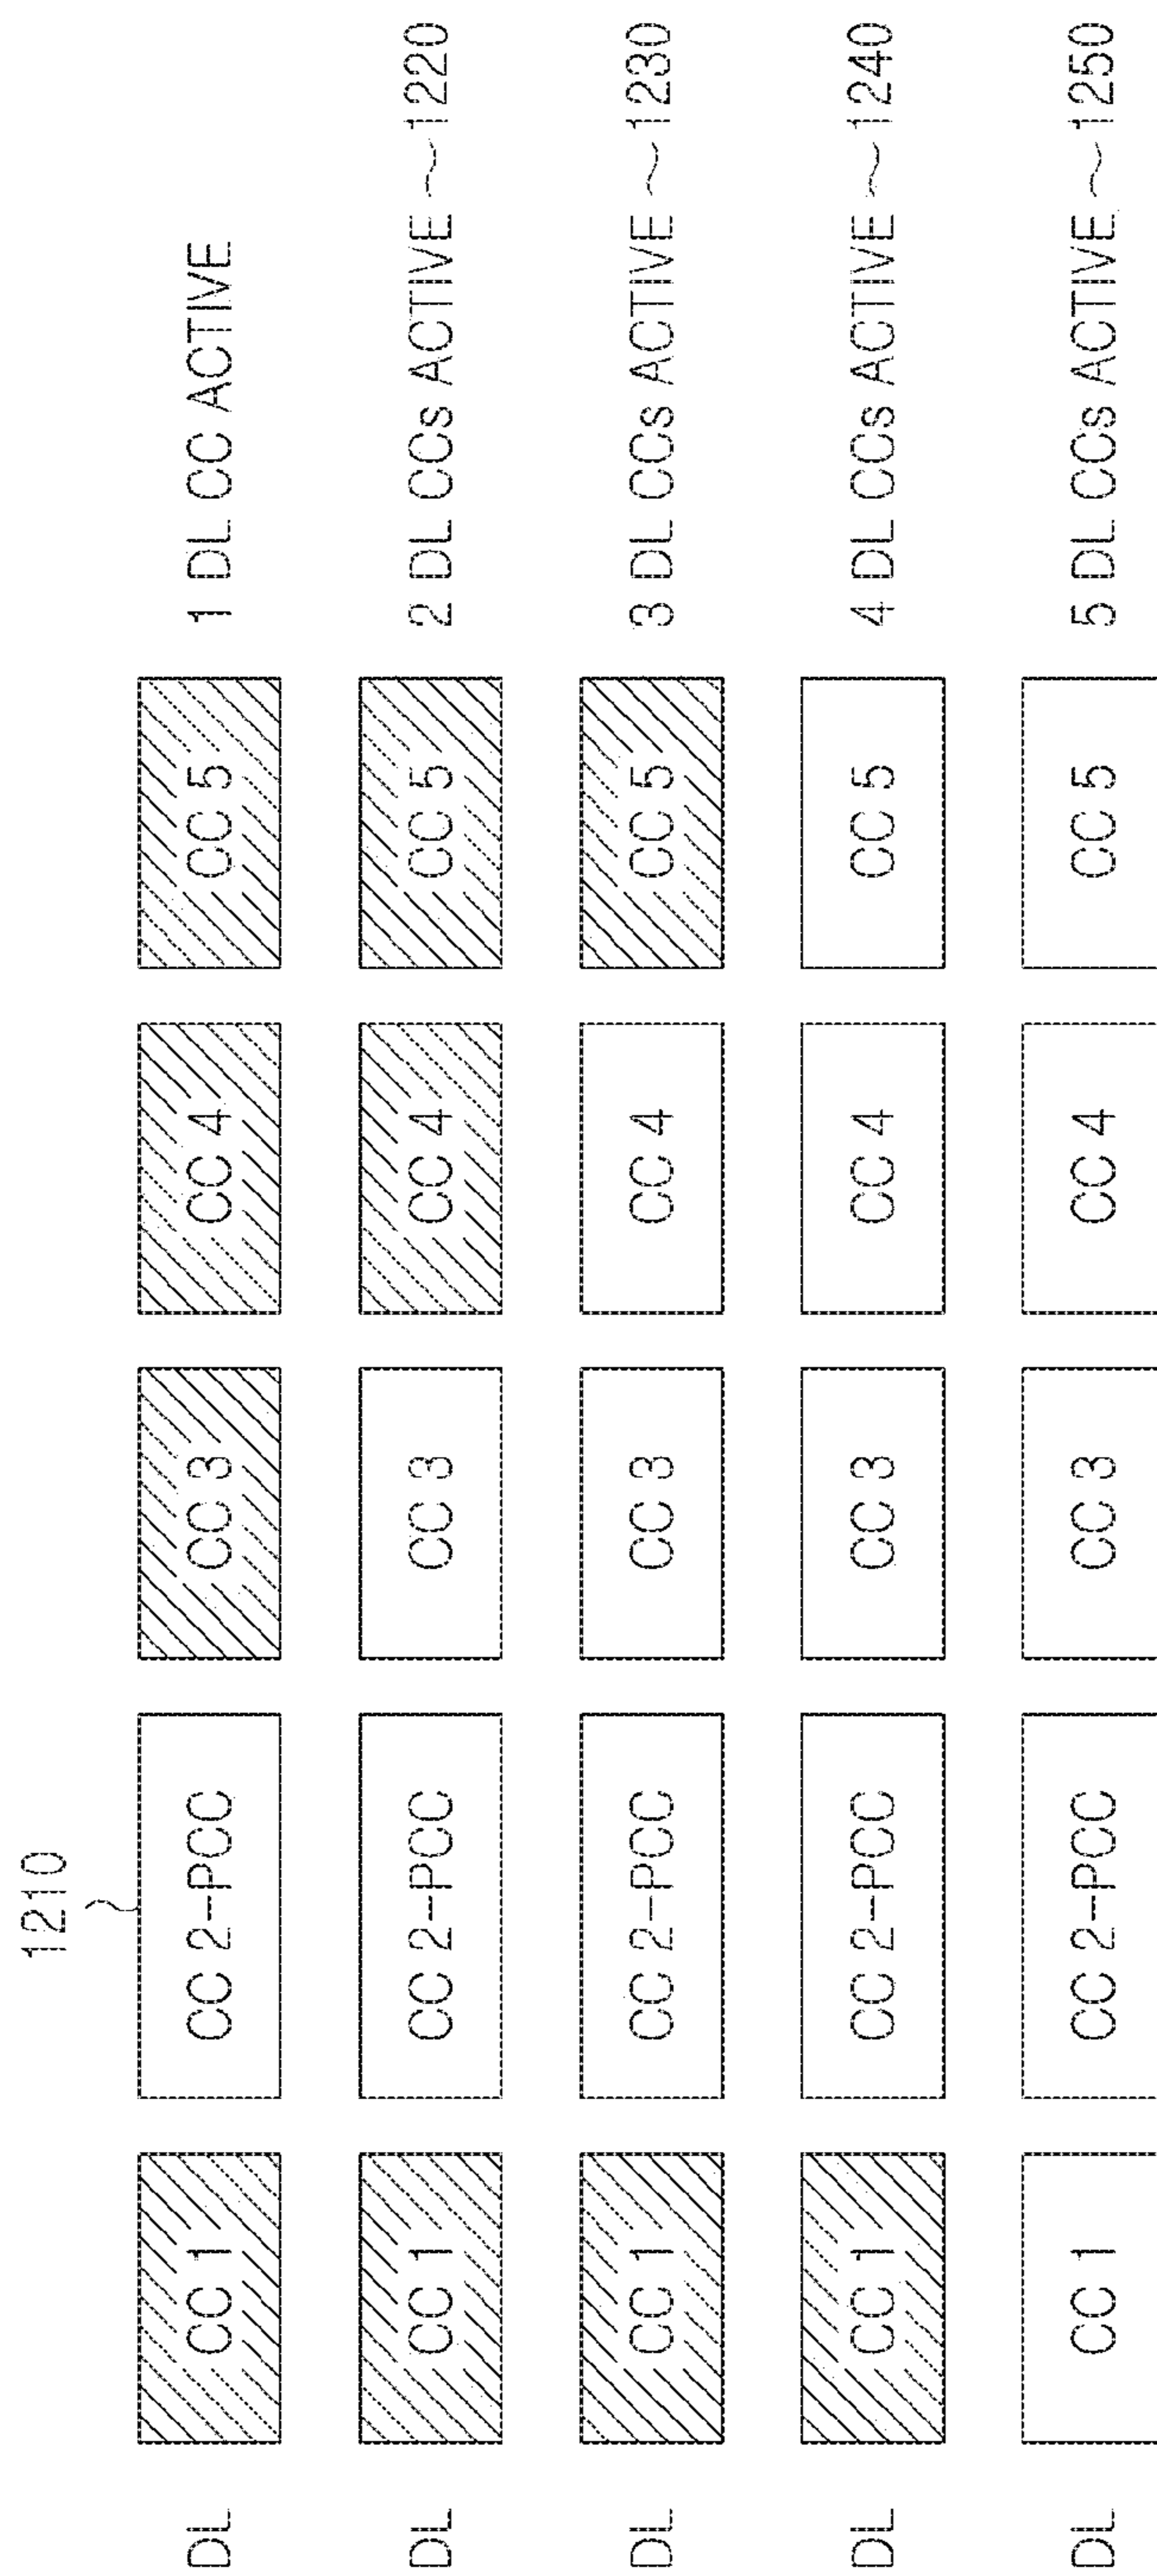 1210
DL CC 1 CC 2-PCC CC 3 CC 4 CC 5 1 DL CC ACTIVE
DL CC 1 CC 2-PCC CC 3 CC 4 CC 5 2 DL CCs ACTIVE ~1220
DL CC 1 CC 2-PCC CC 3 CC 4 CC 5 3 DL CCs ACTIVE ~1230
DL CC 1 CC 2-PCC CC 3 CC 4 CC 5 4 DL CCs ACTIVE ~1240
DL CC 1 CC 2-PCC CC 3 CC 4 CC 5 5 DL CCs ACTIVE ~1250